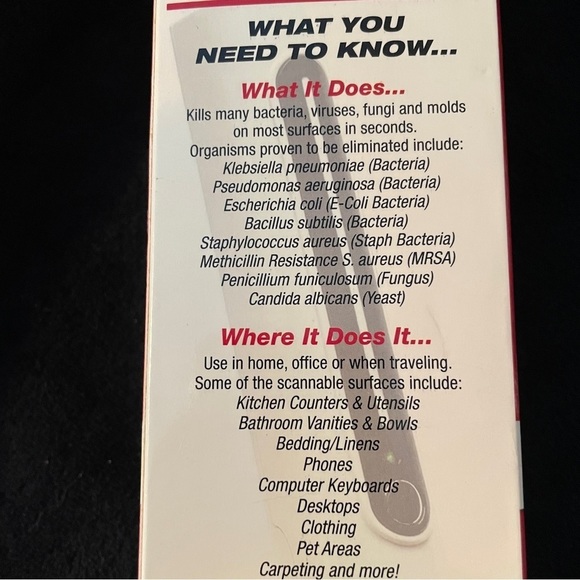 WHAT YOU
NEED TO KNOW...
What It Does...
Kills many bacteria, viruses, fungi and molds
on most surfaces in seconds.
Organisms proven to be eliminated include:
Klebsiella pneumoniae (Bacteria)
Pseudomonas aeruginosa (Bacteria)
Escherichia coli (E-Coli Bacteria)
Bacillus subtilis (Bacteria)
Staphylococcus aureus (Staph Bacteria)
Methicillin Resistance S. aureus (MRSA)
Penicillium funiculosum (Fungus)
Candida albicans (Yeast)
Where It Does It...
Use in home, office or when traveling.
Some of the scannable surfaces include:
Kitchen Counters & Utensils
Bathroom Vanities & Bowls
Bedding/Linens
Phones
Computer Keyboards
Desktops
Clothing
Pet Areas
Carpeting and more!